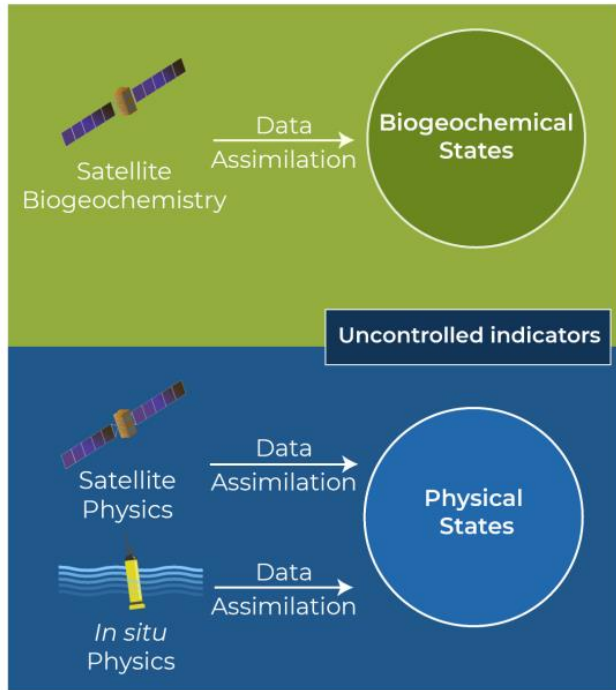 Satellite
Biogeochemistry
Data
Assimilation
Biogeochemical
States
Uncontrolled indicators
Satellite
Physics
Data
Assimilation
In situ
Physics
Data
Assimilation
Physical
States